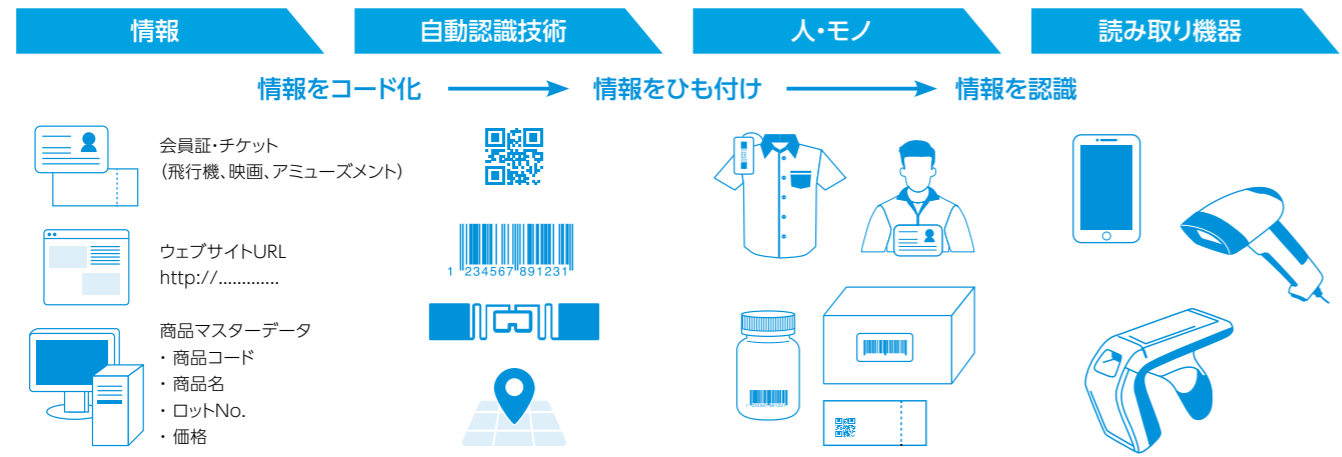 情報
自動認識技術
人・モノ
読み取り機器
情報をコード化
情報をひも付け
情報を認識
会員証・チケット
（飛行機、映画、アミューズメント）
ウェブサイトURL
http://.............
商品マスターデータ
・ 商品コード
・ 商品名
・ ロットNo.
・ 価格
1 234567 891231